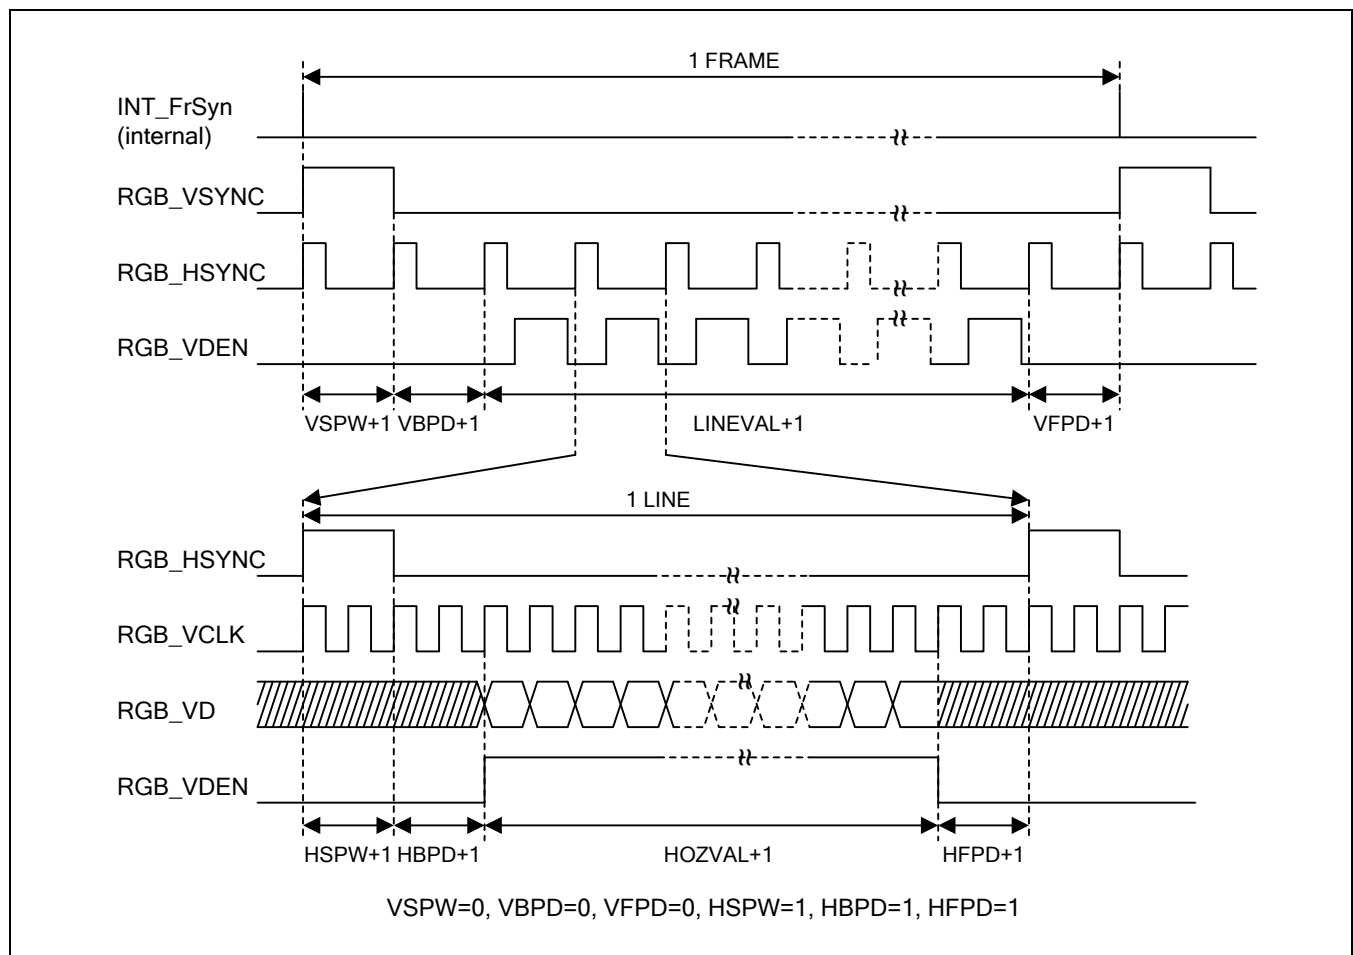 1 FRAME
INT_FrSyn
(internal)
RGB_VSYNC
RGB_HSYNC
RGB_VDEN
VSPW+1 VBPD+1 LINEVAL+1 VFPD+1
1 LINE
RGB_HSYNC
RGB_VCLK
RGB_VD
RGB_VDEN
HSPW+1 HBPD+1 HOZVAL+1 HFPD+1
VSPW=0, VBPD=0, VFPD=0, HSPW=1, HBPD=1, HFPD=1